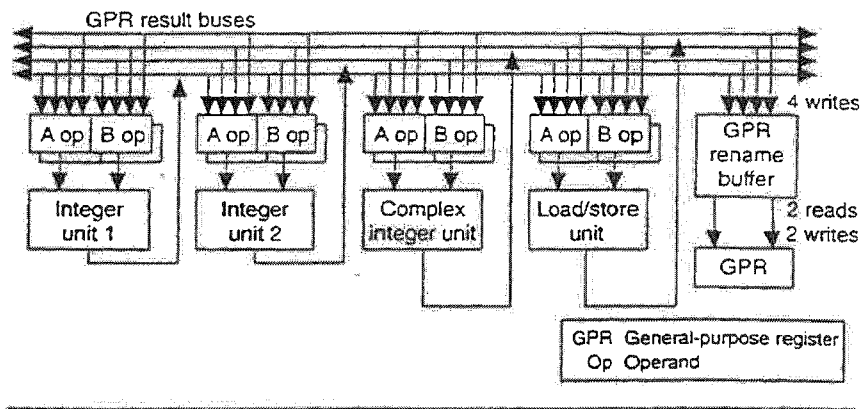 GPR result buses
4 writes
A op B op
A op B op
A op B op
A op B op
GPR
rename
buffer
Integer
unit 1
Integer
unit 2
Complex
integer unit
Load/store
unit
2 reads
2 writes
GPR
GPR General-purpose register
Op Operand